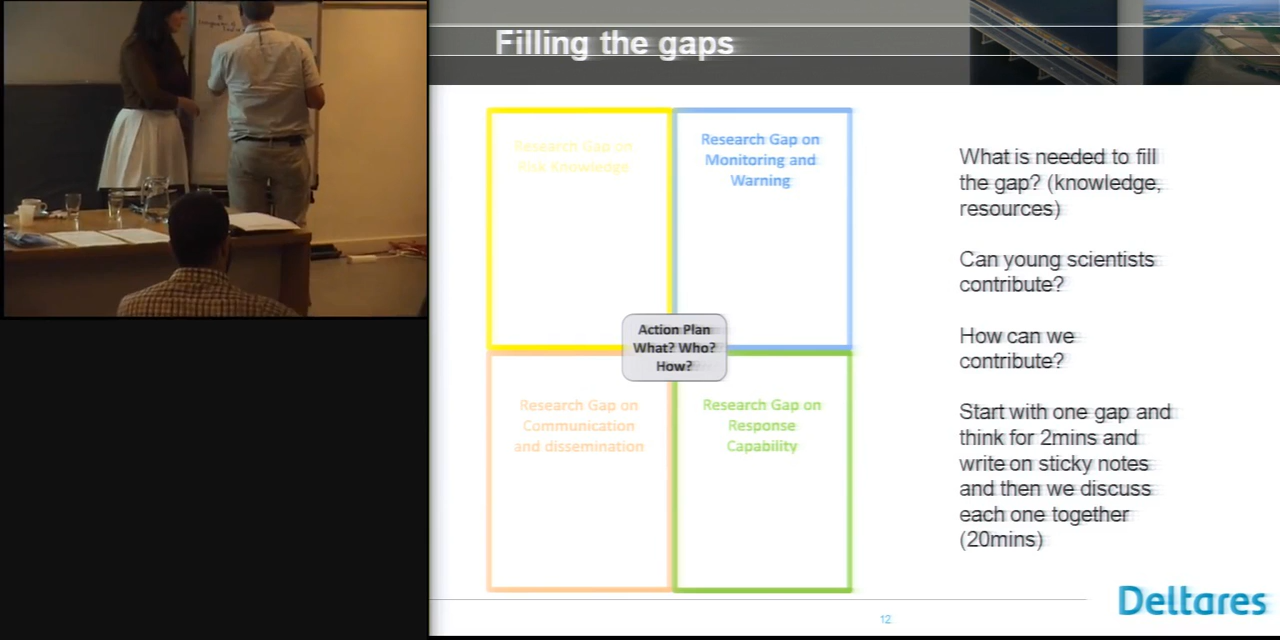 Filling the gaps
Research Gap on
Risk Knowledge
Research Gap on
Monitoring and
Warning
Action Plan
What? Who?
How?
Research Gap on
Communication
and dissemination
Research Gap on
Response
Capability
What is needed to fill
the gap? (knowledge,
resources)
Can young scientists
contribute?
How can we
contribute?
Start with one gap and
think for 2mins and
write on sticky notes
and then we discuss
each one together
(20mins)
Deltares
12